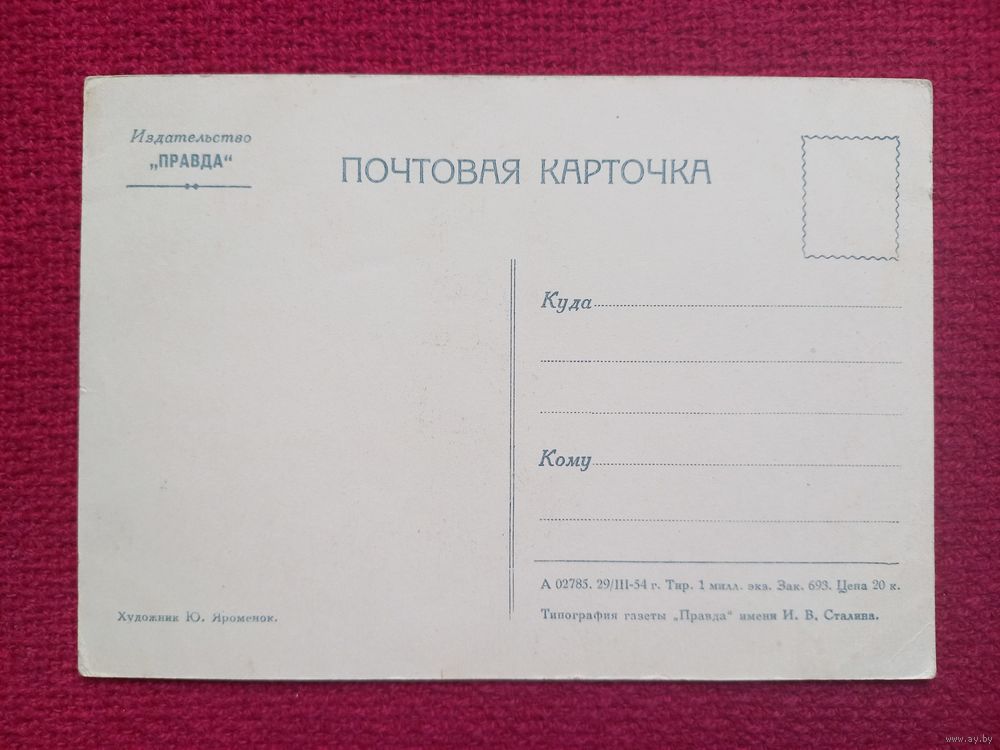 Издательство
„ПРАВДА“
ПОЧТОВАЯ КАРТОЧКА
Куда
Кому
А 02785. 29/III-54 г. Тир. 1 милл. экз. Зак. 693. Цена 20 к.
Художник Ю. Яроменок.
Типография газеты „Правда“ имени И. В. Сталина.
www.ay.by